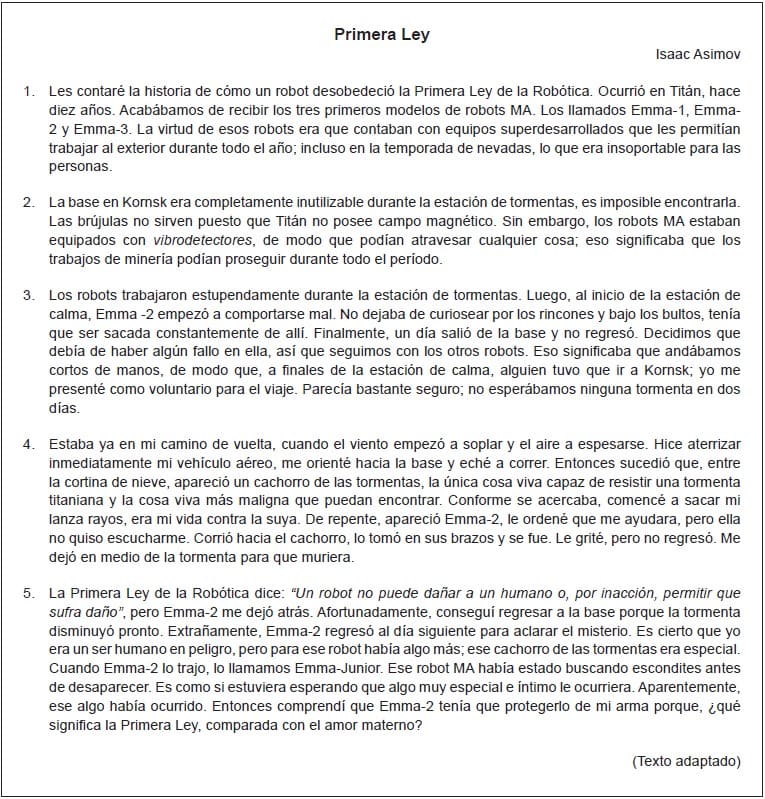 Primera Ley
Isaac Asimov
1. Les contaré la historia de cómo un robot desobedeció la Primera Ley de la Robótica. Ocurrió en Titán, hace
diez años. Acabábamos de recibir los tres primeros modelos de robots MA. Los llamados Emma-1, Emma-
2 y Emma-3. La virtud de esos robots era que contaban con equipos superdesarrollados que les permitían
trabajar al exterior durante todo el año; incluso en la temporada de nevadas, lo que era insoportable para las
personas.
2. La base en Kornsk era completamente inutilizable durante la estación de tormentas, es imposible encontrarla.
Las brújulas no sirven puesto que Titán no posee campo magnético. Sin embargo, los robots MA estaban
equipados con vibrodetectores, de modo que podían atravesar cualquier cosa; eso significaba que los
trabajos de minería podían proseguir durante todo el período.
3. Los robots trabajaron estupendamente durante la estación de tormentas. Luego, al inicio de la estación de
calma, Emma -2 empezó a comportarse mal. No dejaba de curiosear por los rincones y bajo los bultos, tenía
que ser sacada constantemente de allí. Finalmente, un día salió de la base y no regresó. Decidimos que
debía de haber algún fallo en ella, así que seguimos con los otros robots. Eso significaba que andábamos
cortos de manos, de modo que, a finales de la estación de calma, alguien tuvo que ir a Kornsk; yo me
presenté como voluntario para el viaje. Parecía bastante seguro; no esperábamos ninguna tormenta en dos
días.
4. Estaba ya en mi camino de vuelta, cuando el viento empezó a soplar y el aire a espesarse. Hice aterrizar
inmediatamente mi vehículo aéreo, me orienté hacia la base y eché a correr. Entonces sucedió que, entre
la cortina de nieve, apareció un cachorro de las tormentas, la única cosa viva capaz de resistir una tormenta
titaniana y la cosa viva más maligna que puedan encontrar. Conforme se acercaba, comencé a sacar mi
lanza rayos, era mi vida contra la suya. De repente, apareció Emma-2, le ordené que me ayudara, pero ella
no quiso escucharme. Corrió hacia el cachorro, lo tomó en sus brazos y se fue. Le grité, pero no regresó. Me
dejó en medio de la tormenta para que muriera.
5. La Primera Ley de la Robótica dice: “Un robot no puede dañar a un humano o, por inacción, permitir que
sufra daño”, pero Emma-2 me dejó atrás. Afortunadamente, conseguí regresar a la base porque la tormenta
disminuyó pronto. Extrañamente, Emma-2 regresó al día siguiente para aclarar el misterio. Es cierto que yo
era un ser humano en peligro, pero para ese robot había algo más; ese cachorro de las tormentas era especial.
Cuando Emma-2 lo trajo, lo llamamos Emma-Junior. Ese robot MA había estado buscando escondites antes
de desaparecer. Es como si estuviera esperando que algo muy especial e íntimo le ocurriera. Aparentemente,
ese algo había ocurrido. Entonces comprendí que Emma-2 tenía que protegerlo de mi arma porque, ¿qué
significa la Primera Ley, comparada con el amor materno?
(Texto adaptado)